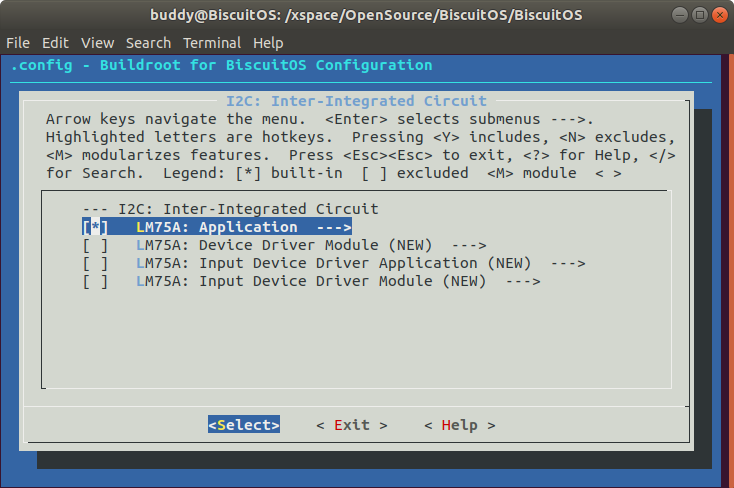 buddy@BiscuitOS: /xspace/OpenSource/BiscuitOS/BiscuitOS
File Edit View Search Terminal Help
.config - Buildroot for BiscuitOS Configuration
I2C: Inter-Integrated Circuit
Arrow keys navigate the menu.  <Enter> selects submenus --->.
Highlighted letters are hotkeys.  Pressing <Y> includes, <N> excludes,
<M> modularizes features.  Press <Esc><Esc> to exit, <?> for Help, </>
for Search.  Legend: [*] built-in  [ ] excluded  <M> module  < >
--- I2C: Inter-Integrated Circuit
[*]   LM75A: Application  --->
[ ]   LM75A: Device Driver Module (NEW)  --->
[ ]   LM75A: Input Device Driver Application (NEW)  --->
[ ]   LM75A: Input Device Driver Module (NEW)  --->
<Select>    < Exit >    < Help >